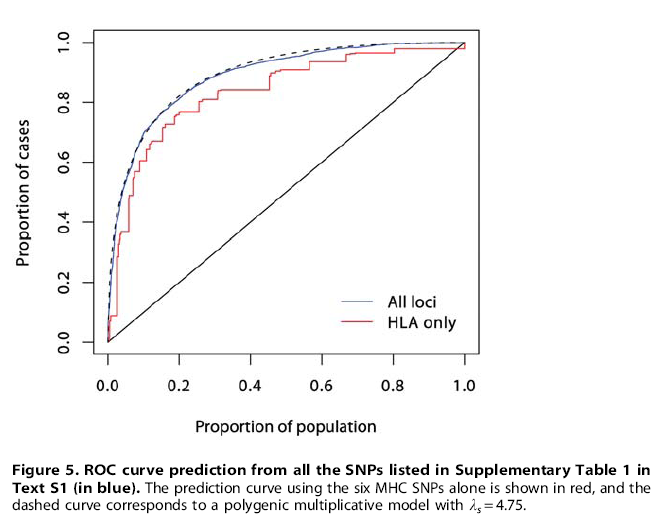 1.0
0.8
0.6
0.4
0.2
0.0
Proportion of cases
All loci
HLA only
0.0 0.2 0.4 0.6 0.8 1.0
Proportion of population
Figure 5. ROC curve prediction from all the SNPs listed in Supplementary Table 1 in
Text S1 (in blue). The prediction curve using the six MHC SNPs alone is shown in red, and the
dashed curve corresponds to a polygenic multiplicative model with λs = 4.75.